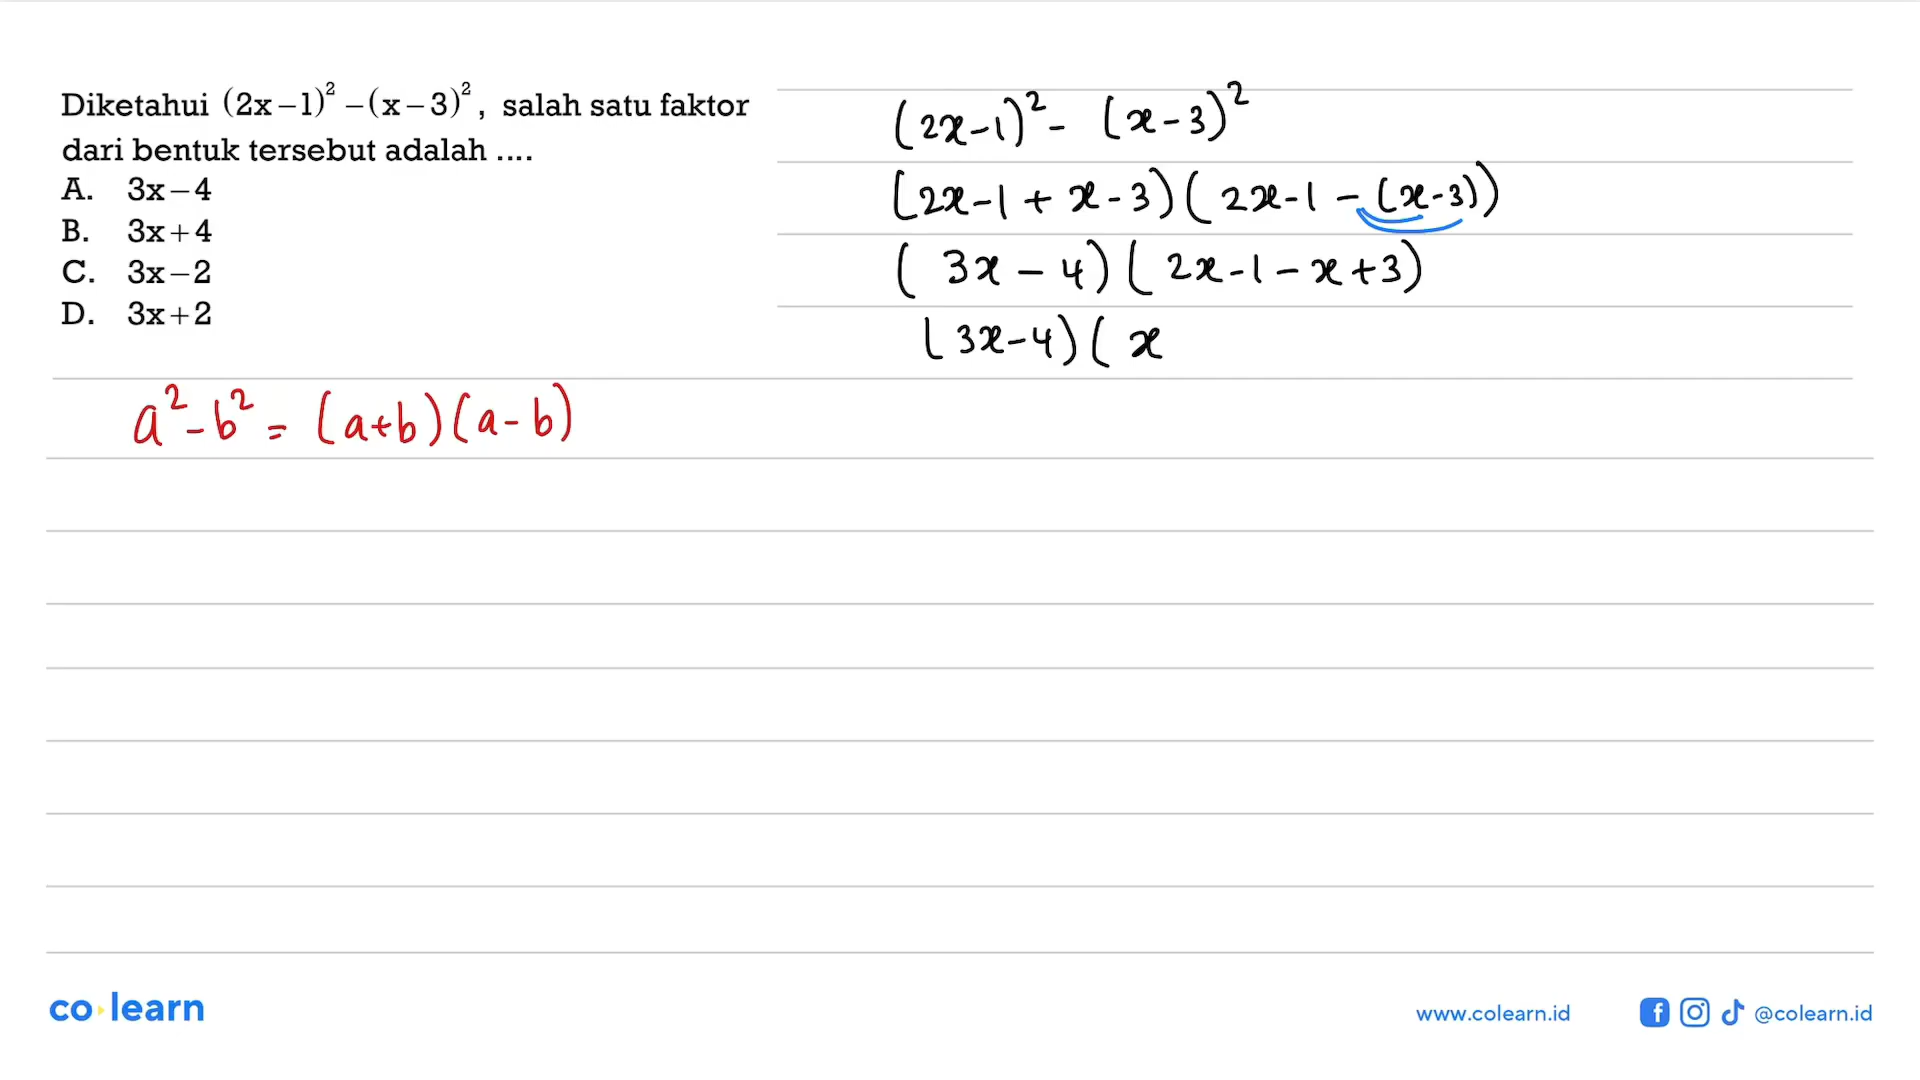 Diketahui (2x−1)² −(x−3)², salah satu faktor
dari bentuk tersebut adalah ....
A. 3x−4
B. 3x+4
C. 3x−2
D. 3x+2
a²-b² = (a+b)(a-b)
(2x-1)² - (x-3)²
(2x-1 + x-3)(2x-1 - (x-3))
(3x - 4)(2x-1-x+3)
(3x-4)(x
co learn
www.colearn.id
@colearn.id